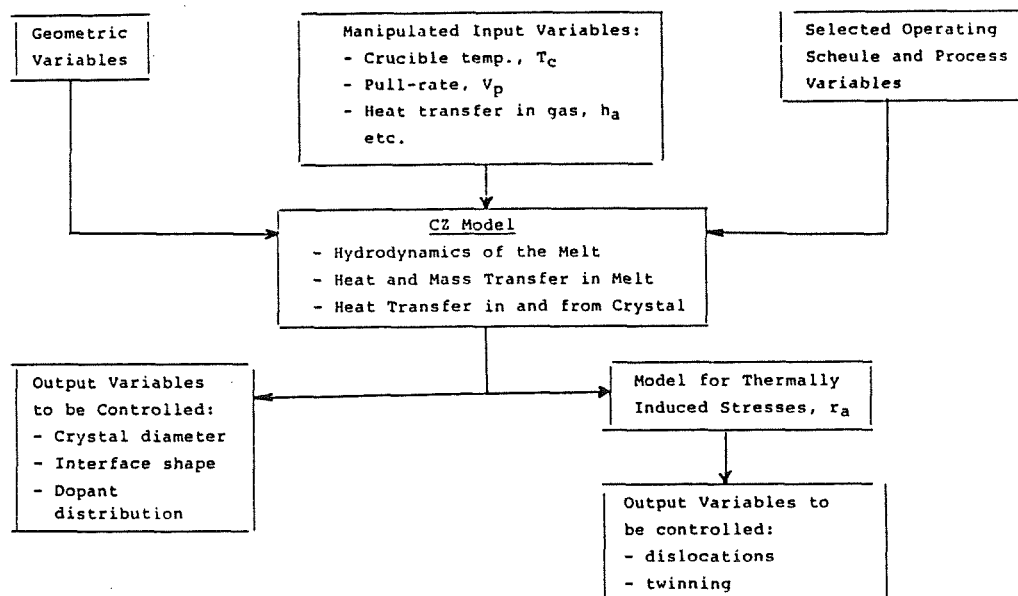 Geometric
Variables
Manipulated Input Variables:
- Crucible temp., Tc
- Pull-rate, Vp
- Heat transfer in gas, ha
etc.
Selected Operating
Scheule and Process
Variables
CZ Model
- Hydrodynamics of the Melt
- Heat and Mass Transfer in Melt
- Heat Transfer in and from Crystal
Output Variables
to be Controlled:
- Crystal diameter
- Interface shape
- Dopant
distribution
Model for Thermally
Induced Stresses, ra
Output Variables to
be controlled:
- dislocations
- twinning